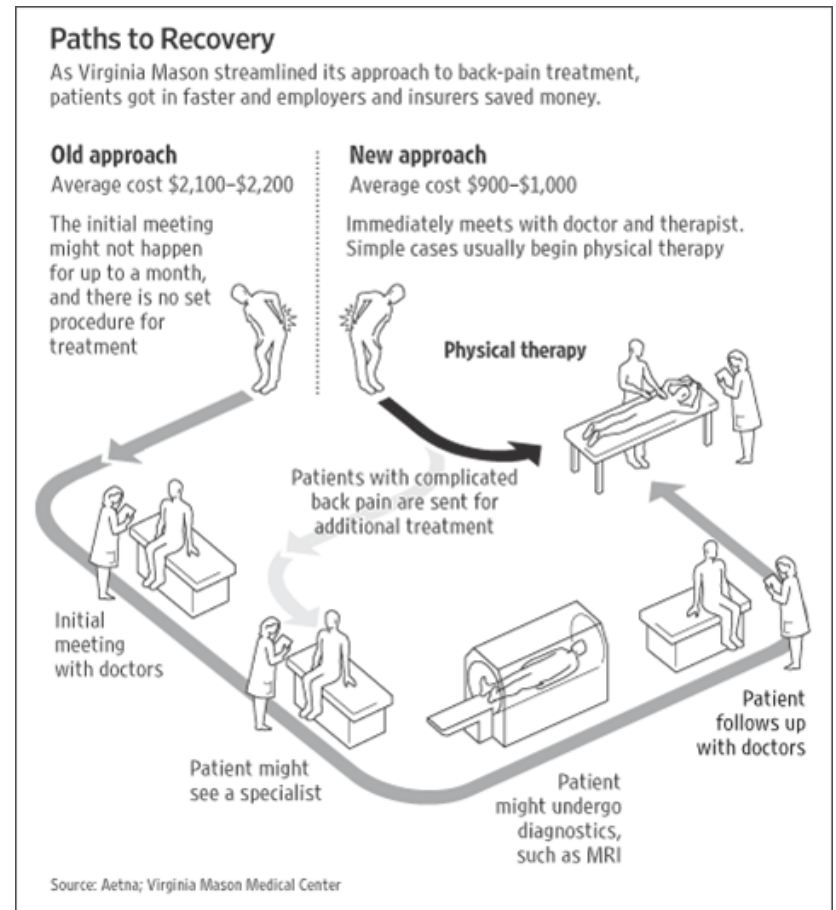 Paths to Recovery
As Virginia Mason streamlined its approach to back-pain treatment,
patients got in faster and employers and insurers saved money.
Old approach
Average cost $2,100–$2,200
The initial meeting
might not happen
for up to a month,
and there is no set
procedure for
treatment
New approach
Average cost $900–$1,000
Immediately meets with doctor and therapist.
Simple cases usually begin physical therapy
Physical therapy
Patients with complicated
back pain are sent for
additional treatment
Initial
meeting
with doctors
Patient might
see a specialist
Patient
might undergo
diagnostics,
such as MRI
Patient
follows up
with doctors
Source: Aetna; Virginia Mason Medical Center